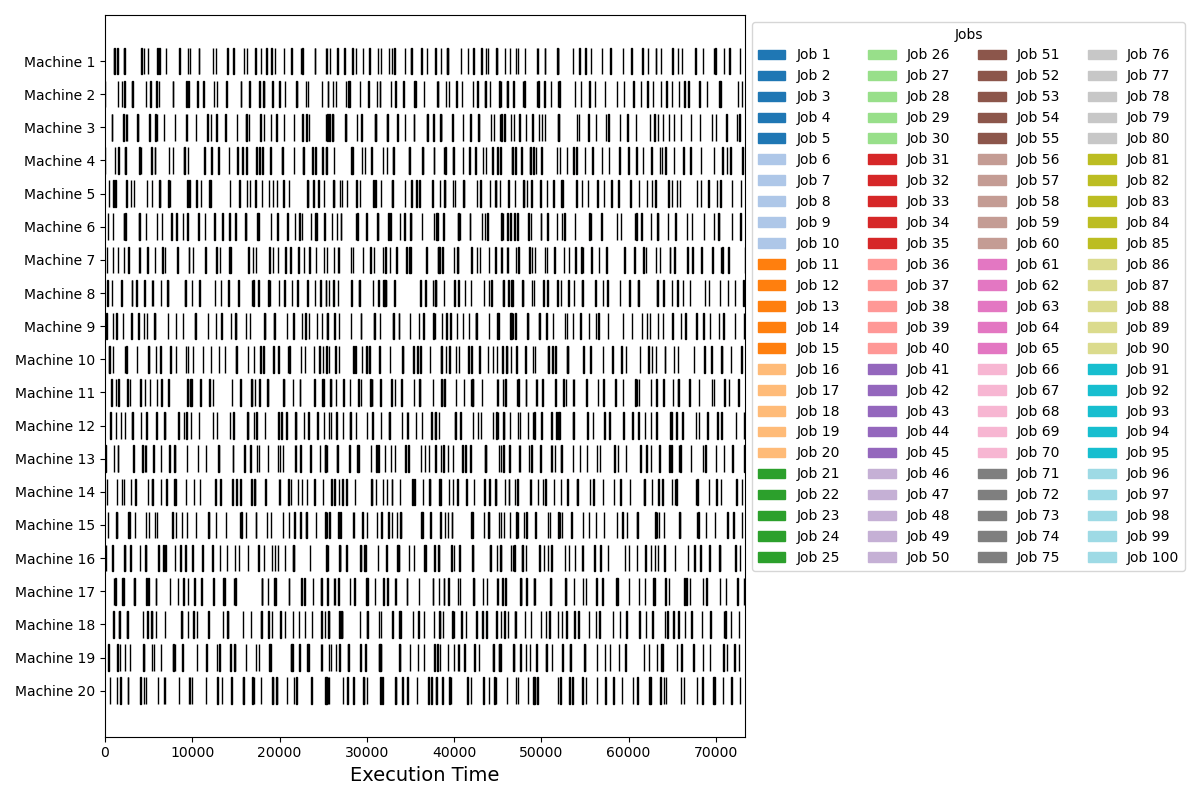 Machine 1
Machine 2
Machine 3
Machine 4
Machine 5
Machine 6
Machine 7
Machine 8
Machine 9
Machine 10
Machine 11
Machine 12
Machine 13
Machine 14
Machine 15
Machine 16
Machine 17
Machine 18
Machine 19
Machine 20
0 10000 20000 30000 40000 50000 60000 70000
Execution Time
Jobs
Job 1 Job 26 Job 51 Job 76
Job 2 Job 27 Job 52 Job 77
Job 3 Job 28 Job 53 Job 78
Job 4 Job 29 Job 54 Job 79
Job 5 Job 30 Job 55 Job 80
Job 6 Job 31 Job 56 Job 81
Job 7 Job 32 Job 57 Job 82
Job 8 Job 33 Job 58 Job 83
Job 9 Job 34 Job 59 Job 84
Job 10 Job 35 Job 60 Job 85
Job 11 Job 36 Job 61 Job 86
Job 12 Job 37 Job 62 Job 87
Job 13 Job 38 Job 63 Job 88
Job 14 Job 39 Job 64 Job 89
Job 15 Job 40 Job 65 Job 90
Job 16 Job 41 Job 66 Job 91
Job 17 Job 42 Job 67 Job 92
Job 18 Job 43 Job 68 Job 93
Job 19 Job 44 Job 69 Job 94
Job 20 Job 45 Job 70 Job 95
Job 21 Job 46 Job 71 Job 96
Job 22 Job 47 Job 72 Job 97
Job 23 Job 48 Job 73 Job 98
Job 24 Job 49 Job 74 Job 99
Job 25 Job 50 Job 75 Job 100